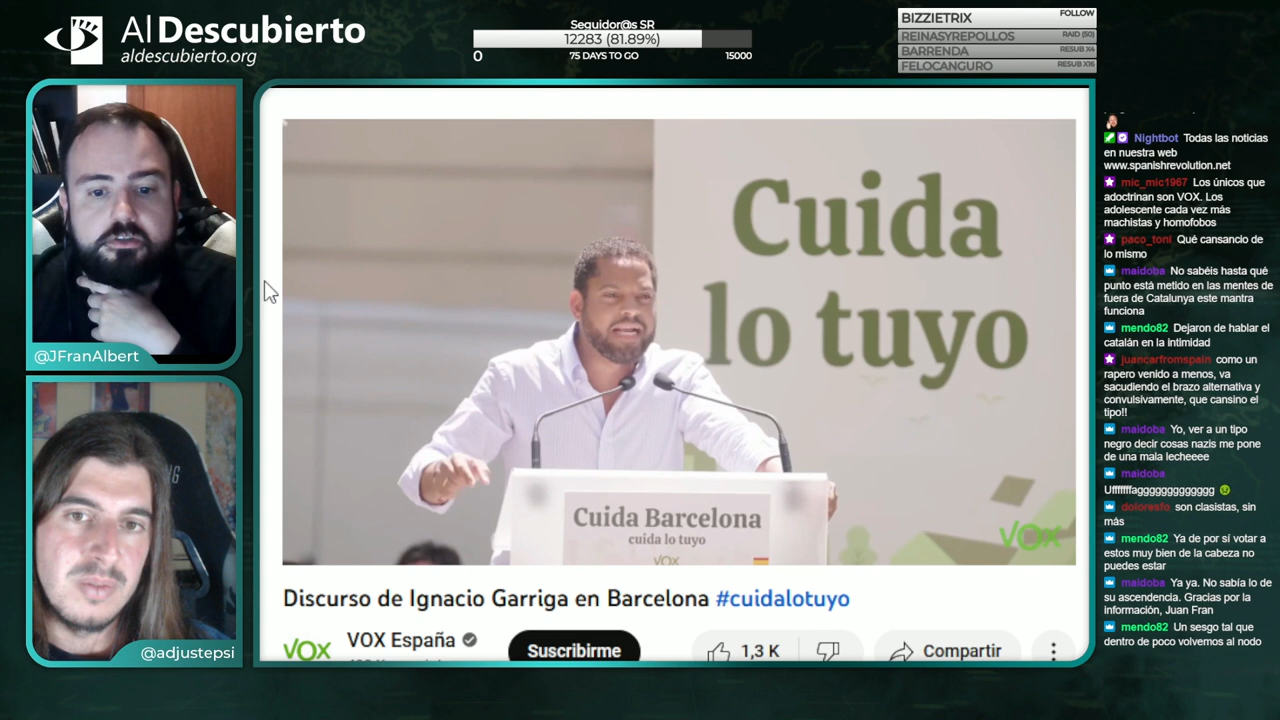 Al Descubierto
aldescubierto.org
Seguidor@s SR
12283 (81.89%)
0 75 DAYS TO GO 15000
BIZZIETRIX FOLLOW
REINASYREPOLLOS RAID (50)
BARRENDA RESUB X4
FELOCANGURO RESUB X16
@JFranAlbert
@adjustepsi
Cuida
lo tuyo
Cuida Barcelona
cuida lo tuyo
VOX
VOX
Discurso de Ignacio Garriga en Barcelona #cuidalotuyo
VOX VOX España
Suscribirme
1,3 K
Compartir
Nightbot Todas las noticias
en nuestra web
www.spanishrevolution.net
mic_mic1967 Los únicos que
adoctrinan son VOX. Los
adolescente cada vez más
machistas y homofobos
paco_toni Qué cansancio de
lo mismo
maidoba No sabéis hasta qué
punto está metido en las mentes de
fuera de Catalunya este mantra
funciona
mendo82 Dejaron de hablar el
catalán en la intimidad
juancarfromspain como un
rapero venido a menos, va
sacudiendo el brazo alternativa y
convulsivamente, que cansino el
tipo!!
maidoba Yo, ver a un tipo
negro decir cosas nazis me pone
de una mala lecheeee
maidoba
Ufffffffaggggggggggggg
doloresfo son clasistas, sin
más
mendo82 Ya de por sí votar a
estos muy bien de la cabeza no
puedes estar
maidoba Ya ya. No sabía lo de
su ascendencia. Gracias por la
información, Juan Fran
mendo82 Un sesgo tal que
dentro de poco volvemos al nodo